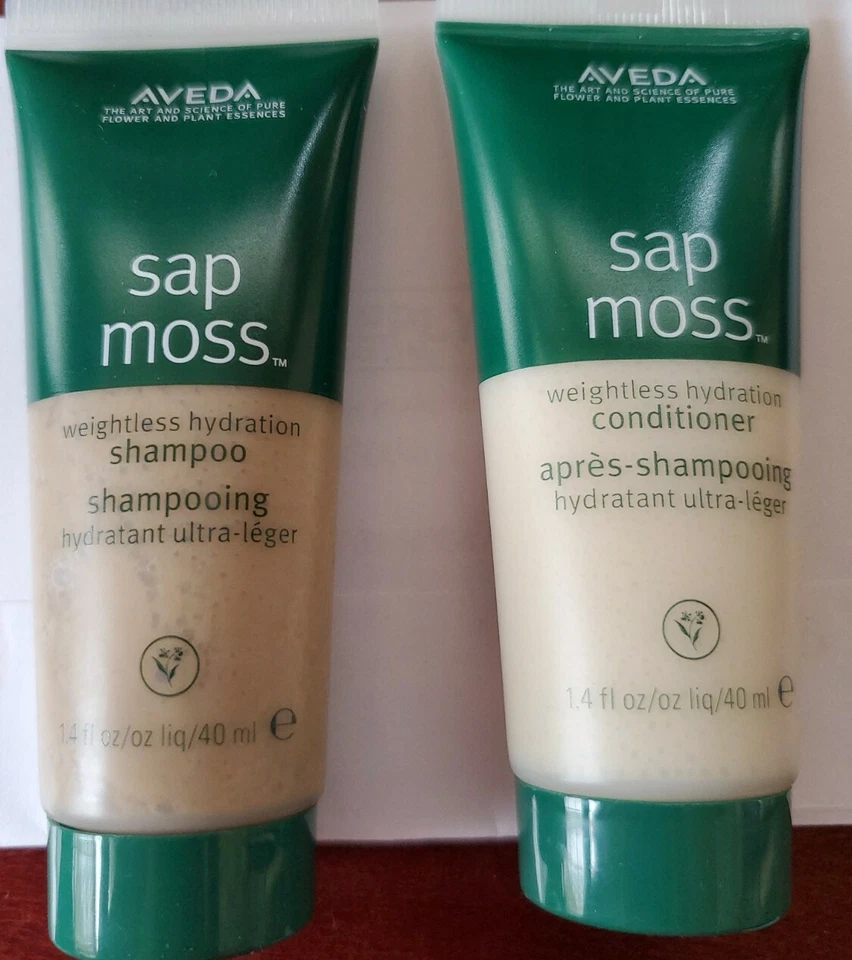 AVEDA
THE ART AND SCIENCE OF PURE
FLOWER AND PLANT ESSENCES
sap
moss™
weightless hydration
shampoo
shampooing
hydratant ultra-léger
1.4 fl oz/oz liq/40 ml e
AVEDA
THE ART AND SCIENCE OF PURE
FLOWER AND PLANT ESSENCES
sap
moss™
weightless hydration
conditioner
après-shampooing
hydratant ultra-léger
1.4 fl oz/oz liq/40 ml e